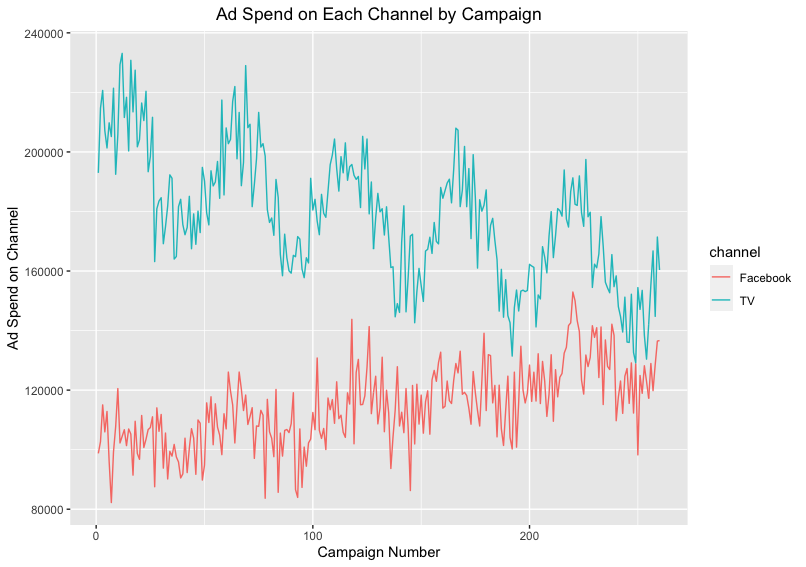 Ad Spend on Each Channel by Campaign
Ad Spend on Channel
240000
200000
160000
120000
80000
0
100
200
Campaign Number
channel
Facebook
TV